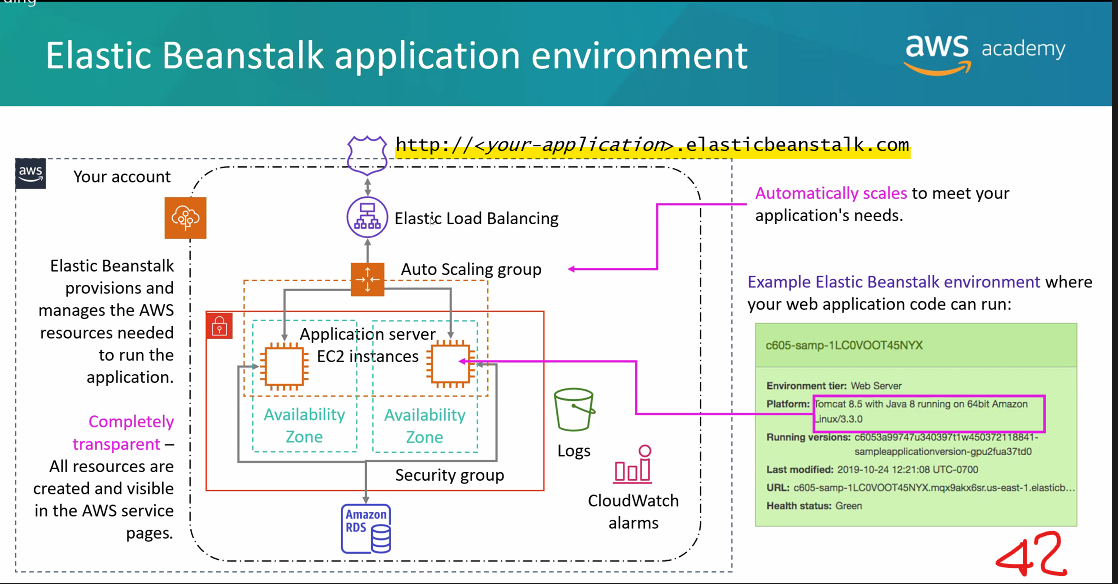 Elastic Beanstalk application environment
aws academy
http://<your-application>.elasticbeanstalk.com
aws
Your account
Elastic Load Balancing
Auto Scaling group
Elastic Beanstalk
provisions and
manages the AWS
resources needed
to run the
application.
Completely
transparent –
All resources are
created and visible
in the AWS service
pages.
Application server
EC2 instances
Availability
Zone
Availability
Zone
Security group
Amazon
RDS
Logs
CloudWatch
alarms
Automatically scales to meet your
application's needs.
Example Elastic Beanstalk environment where
your web application code can run:
c605-samp-1LC0VOOT45NYX
Environment tier: Web Server
Platform: Tomcat 8.5 with Java 8 running on 64bit Amazon
Linux/3.3.0
Running versions: c6053a99747u340397t1w450372118841-
sampleapplicationversion-gpu2fua37td0
Last modified: 2019-10-24 12:21:08 UTC-0700
URL: c605-samp-1LC0VOOT45NYX.mqx9akx6sr.us-east-1.elasticb...
Health status: Green
42